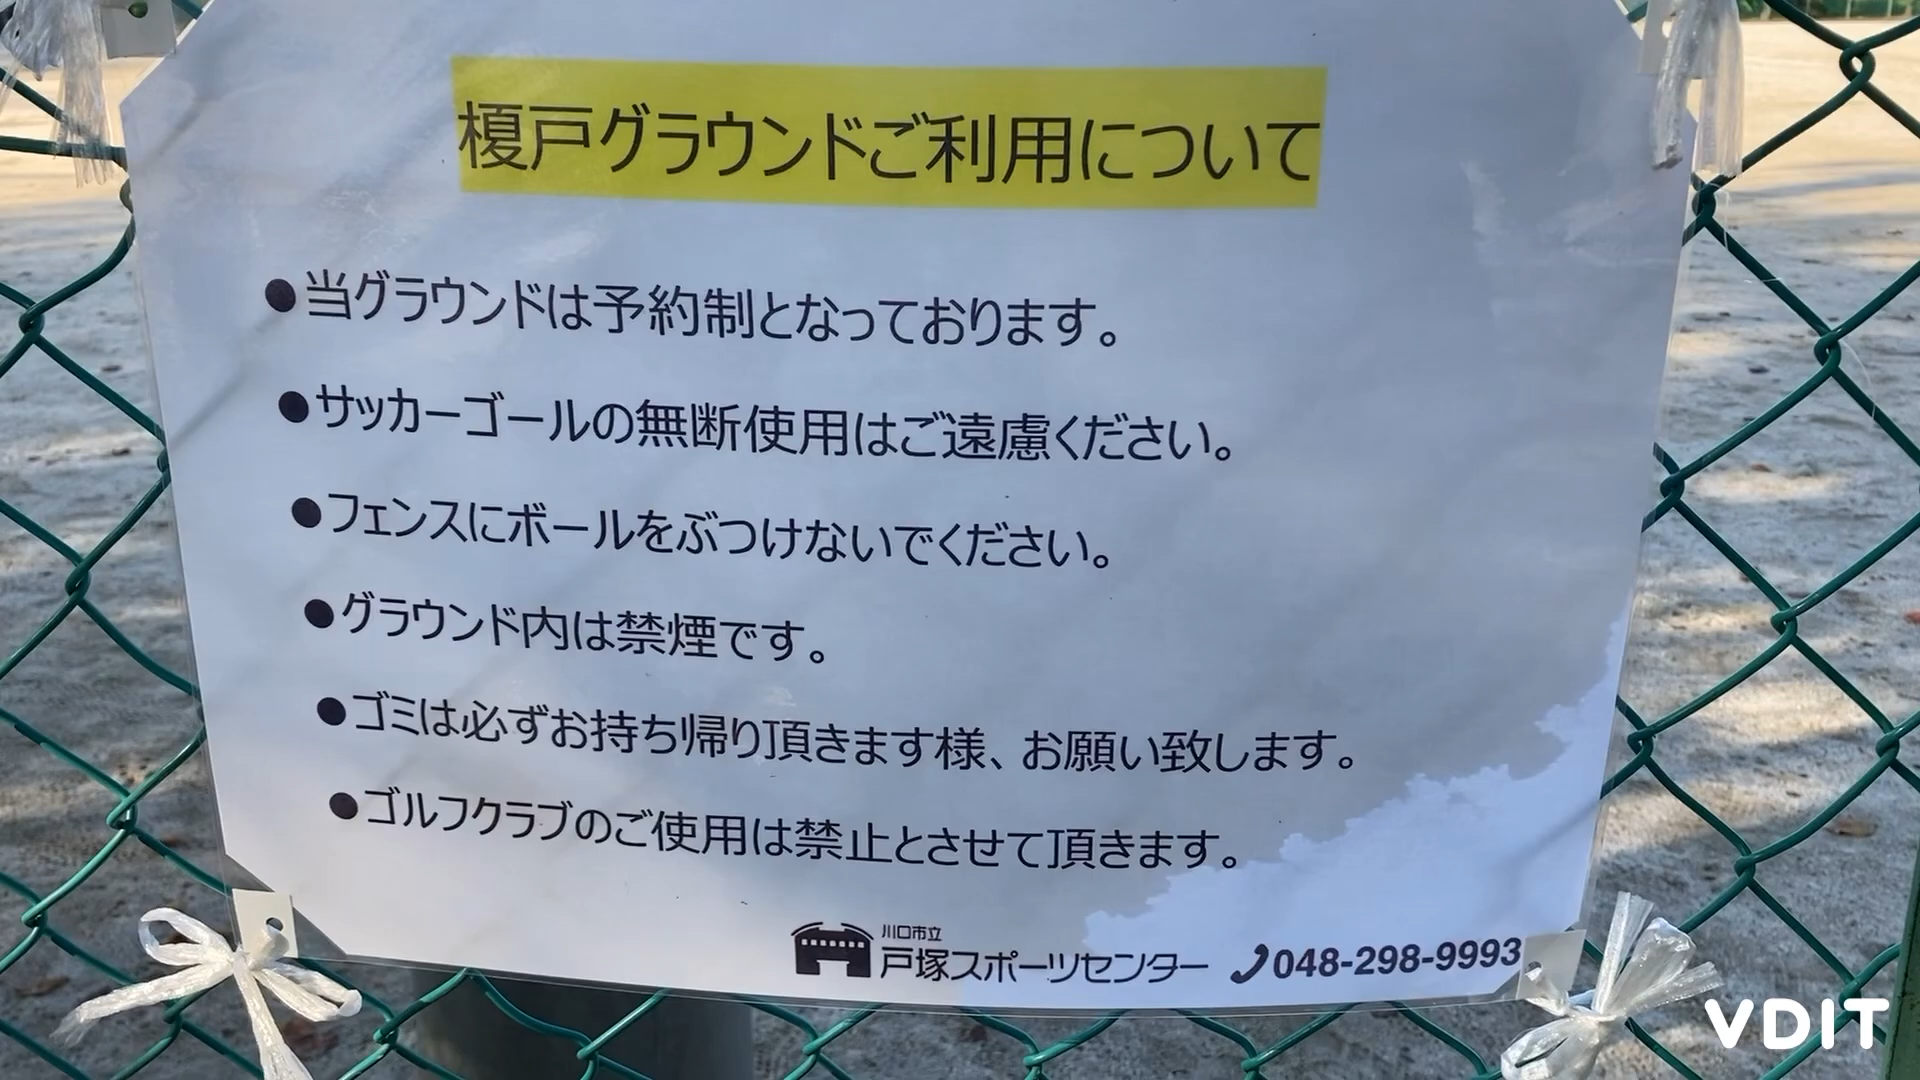 榎戸グラウンドご利用について
●当グラウンドは予約制となっております。
●サッカーゴールの無断使用はご遠慮ください。
●フェンスにボールをぶつけないでください。
●グラウンド内は禁煙です。
●ゴミは必ずお持ち帰り頂きます様、お願い致します。
●ゴルフクラブのご使用は禁止とさせて頂きます。
川口市立
戸塚スポーツセンター 048-298-9993
VDIT